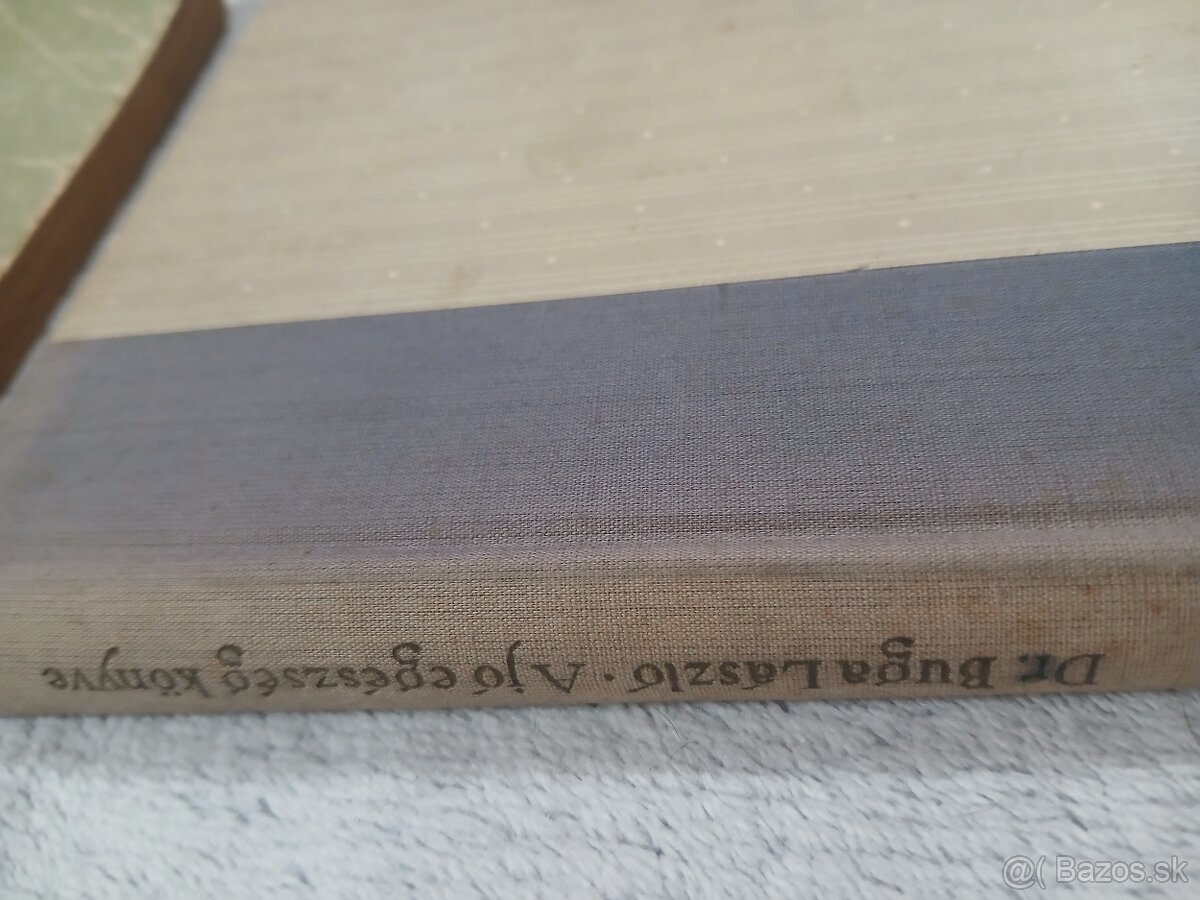 Dr. Buga László · A jó egészség könyve
@( Bazos.sk